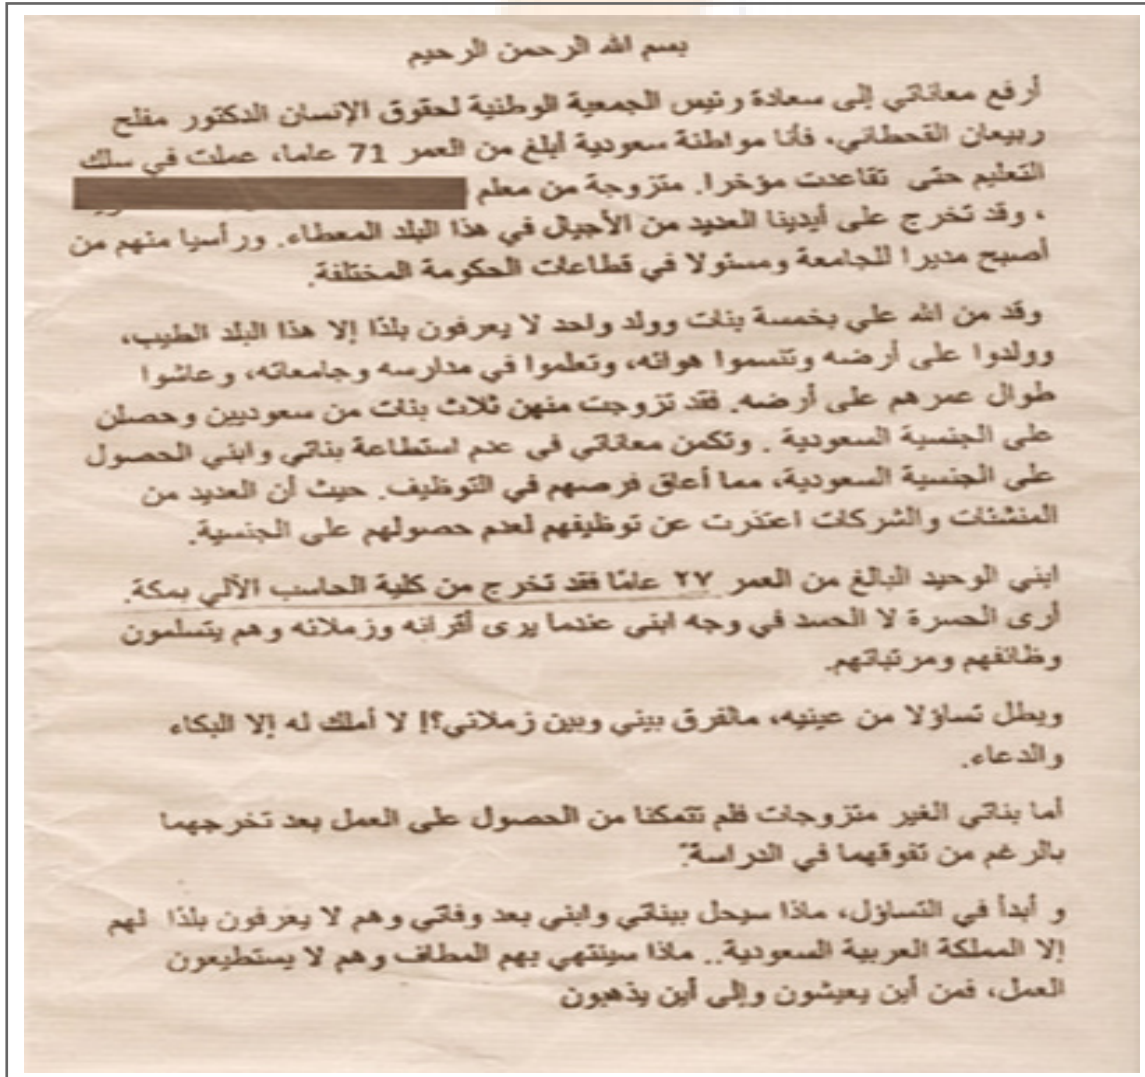 بسم الله الرحمن الرحيم
أرفع معاناتي إلى سعادة رئيس الجمعية الوطنية لحقوق الإنسان الدكتور مفلح
ربيعان القحطاني، فأنا مواطنة سعودية أبلغ من العمر 71 عاما، عملت في سلك
التعليم حتى تقاعدت مؤخرا. متزوجة من معلم
، وقد تخرج على أيدينا العديد من الأجيال في هذا البلد المعطاء. ورأسيا منهم من
أصبح مديرا للجامعة ومسئولا في قطاعات الحكومة المختلفة.
وقد من الله علي بخمسة بنات وولد واحد لا يعرفون بلدًا إلا هذا البلد الطيب،
وولدوا على أرضه وتنسموا هوائه، وتعلموا في مدارسه وجامعاته، وعاشوا
طوال عمرهم على أرضه. فقد تزوجت منهن ثلاث بنات من سعوديين وحصلن
على الجنسية السعودية . وتكمن معاناتي في عدم استطاعة بناتي وابني الحصول
على الجنسية السعودية، مما أعاق فرصهم في التوظيف. حيث أن العديد من
المنشئات والشركات اعتذرت عن توظيفهم لعدم حصولهم على الجنسية.
ابني الوحيد البالغ من العمر ٢٧ عامًا فقد تخرج من كلية الحاسب الآلي بمكة.
أرى الحسرة لا الحسد في وجه ابني عندما يرى أقرانه وزملائه وهم يتسلمون
وظائفهم ومرتباتهم.
ويطل تساؤلا من عينيه، مالفرق بيني وبين زملائي؟! لا أملك له إلا البكاء
والدعاء.
أما بناتي الغير متزوجات فلم تتمكنا من الحصول على العمل بعد تخرجهما
بالرغم من تفوقهما في الدراسة.
و أبدأ في التساؤل، ماذا سيحل ببناتي وابني بعد وفاتي وهم لا يعرفون بلدًا لهم
إلا المملكة العربية السعودية.. ماذا سينتهي بهم المطاف وهم لا يستطيعون
العمل، فمن أين يعيشون وإلى أين يذهبون